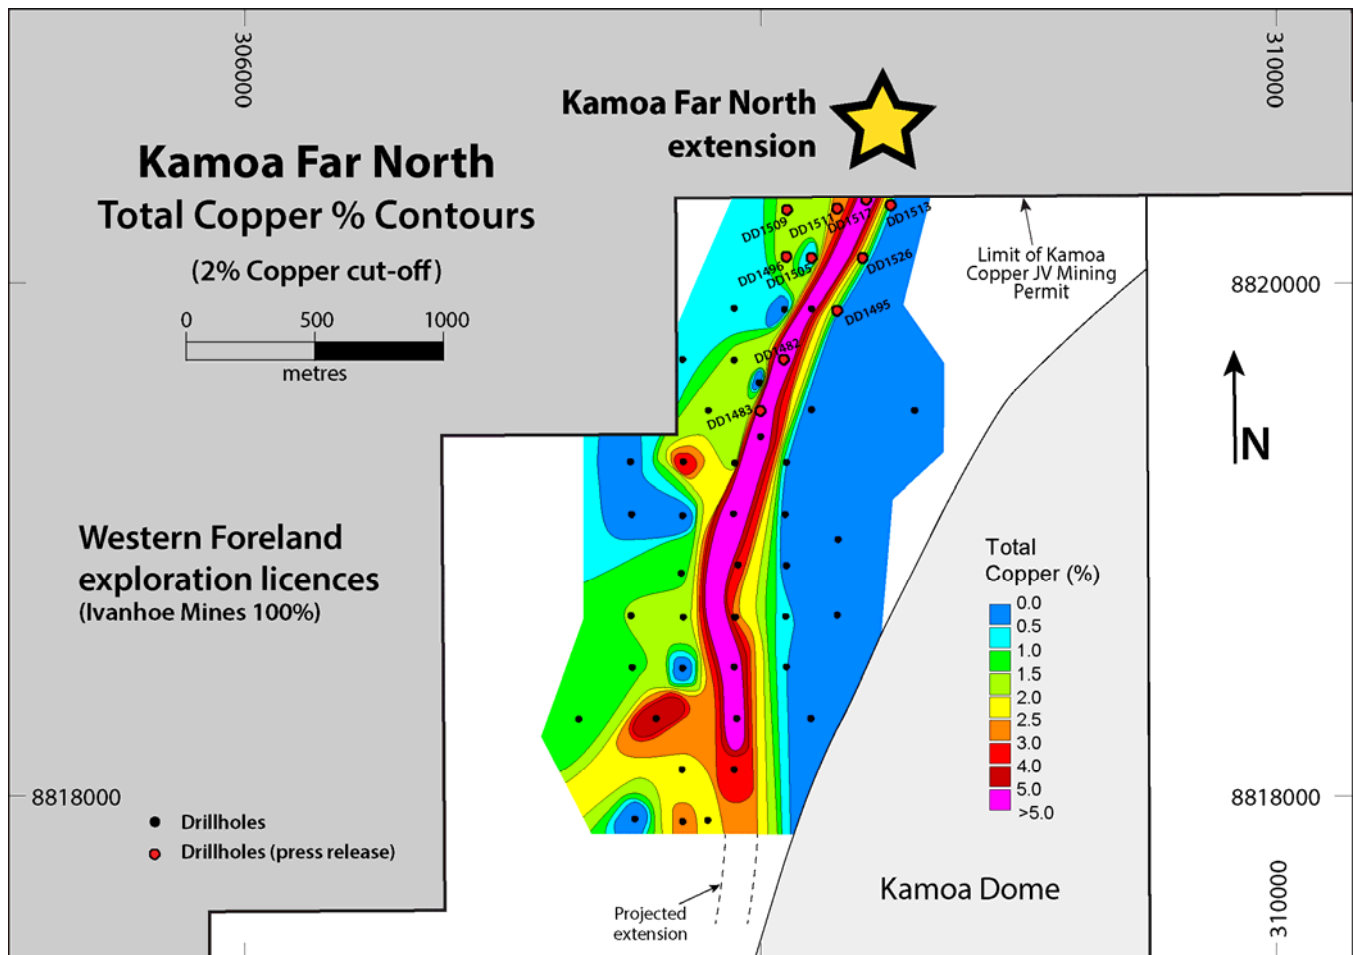 306000
310000
Kamoa Far North
extension
Kamoa Far North
Total Copper % Contours
(2% Copper cut-off)
0 500 1000
metres
DD1509
DD1511
DD1517
DD1513
DD1496
DD1505
DD1526
DD1495
DD1482
DD1483
Limit of Kamoa
Copper JV Mining
Permit
8820000
N
Western Foreland
exploration licences
(Ivanhoe Mines 100%)
Total
Copper (%)
0.0
0.5
1.0
1.5
2.0
2.5
3.0
4.0
5.0
>5.0
8818000
8818000
Drillholes
Drillholes (press release)
Kamoa Dome
Projected
extension
310000